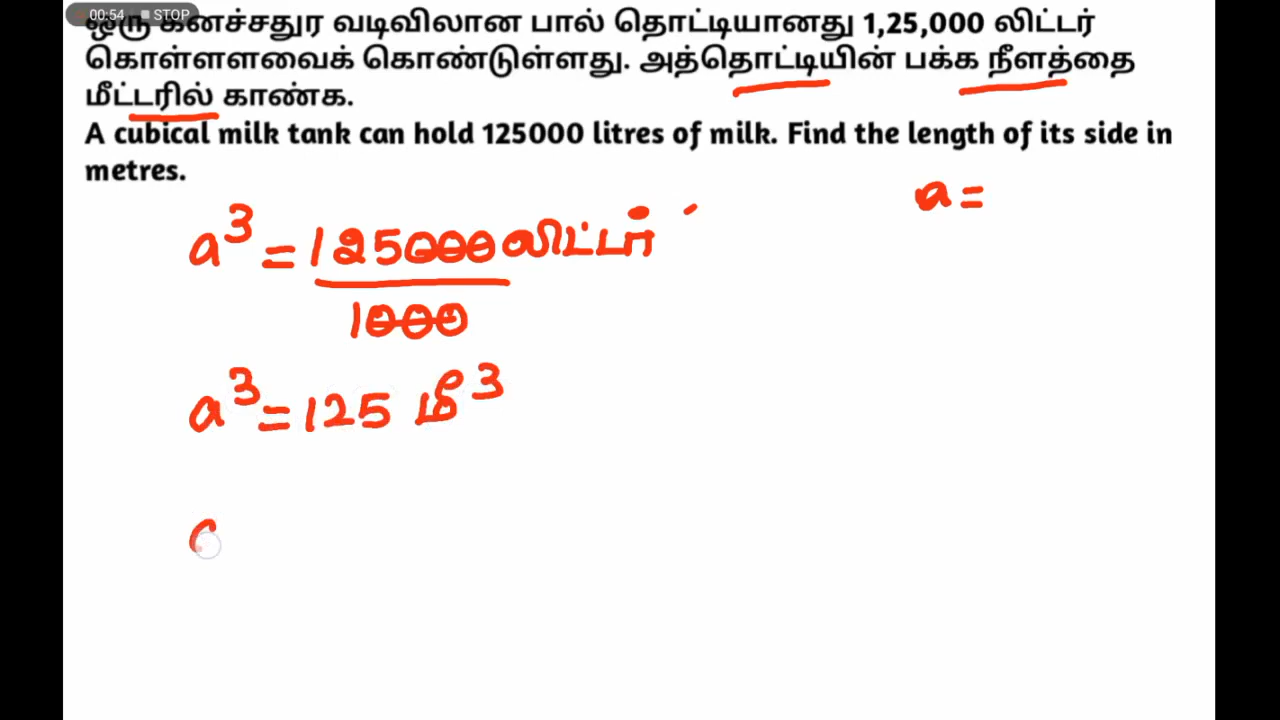 00:54 STOP
ஒரு கனச்சதுர வடிவிலான பால் தொட்டியானது 1,25,000 லிட்டர்
கொள்ளளவைக் கொண்டுள்ளது. அத்தொட்டியின் பக்க நீளத்தை
மீட்டரில் காண்க.
A cubical milk tank can hold 125000 litres of milk. Find the length of its side in
metres.
a =
a³ = 125000 லிட்டர்
1000
a³ = 125 மீ³